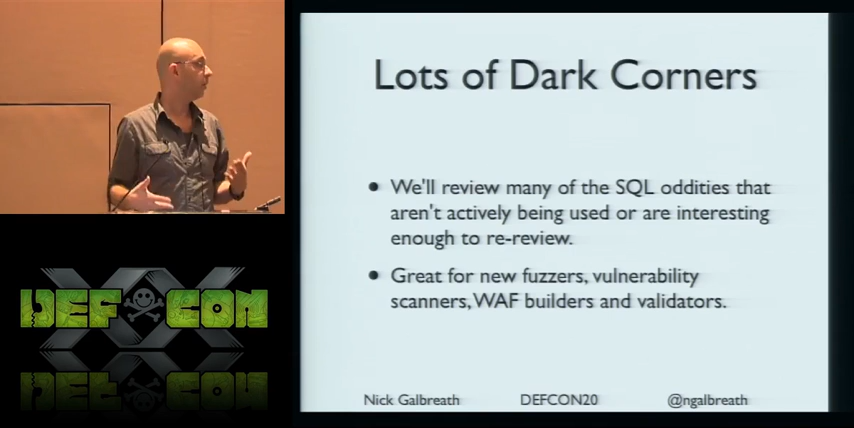 Lots of Dark Corners
• We'll review many of the SQL oddities that
aren't actively being used or are interesting
enough to re-review.
• Great for new fuzzers, vulnerability
scanners, WAF builders and validators.
Nick Galbreath DEFCON20 @ngalbreath
XX
DEF CON